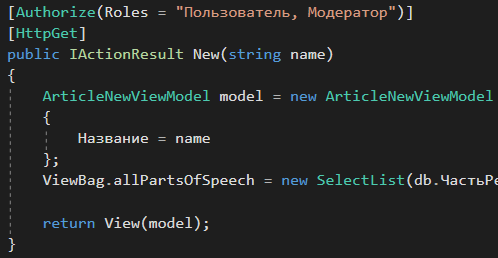 [Authorize(Roles = "Пользователь, Модератор")]
[HttpGet]
public IActionResult New(string name)
{
ArticleNewViewModel model = new ArticleNewViewModel
{
Название = name
};
ViewBag.allPartsOfSpeech = new SelectList(db.ЧастьРе
return View(model);
}